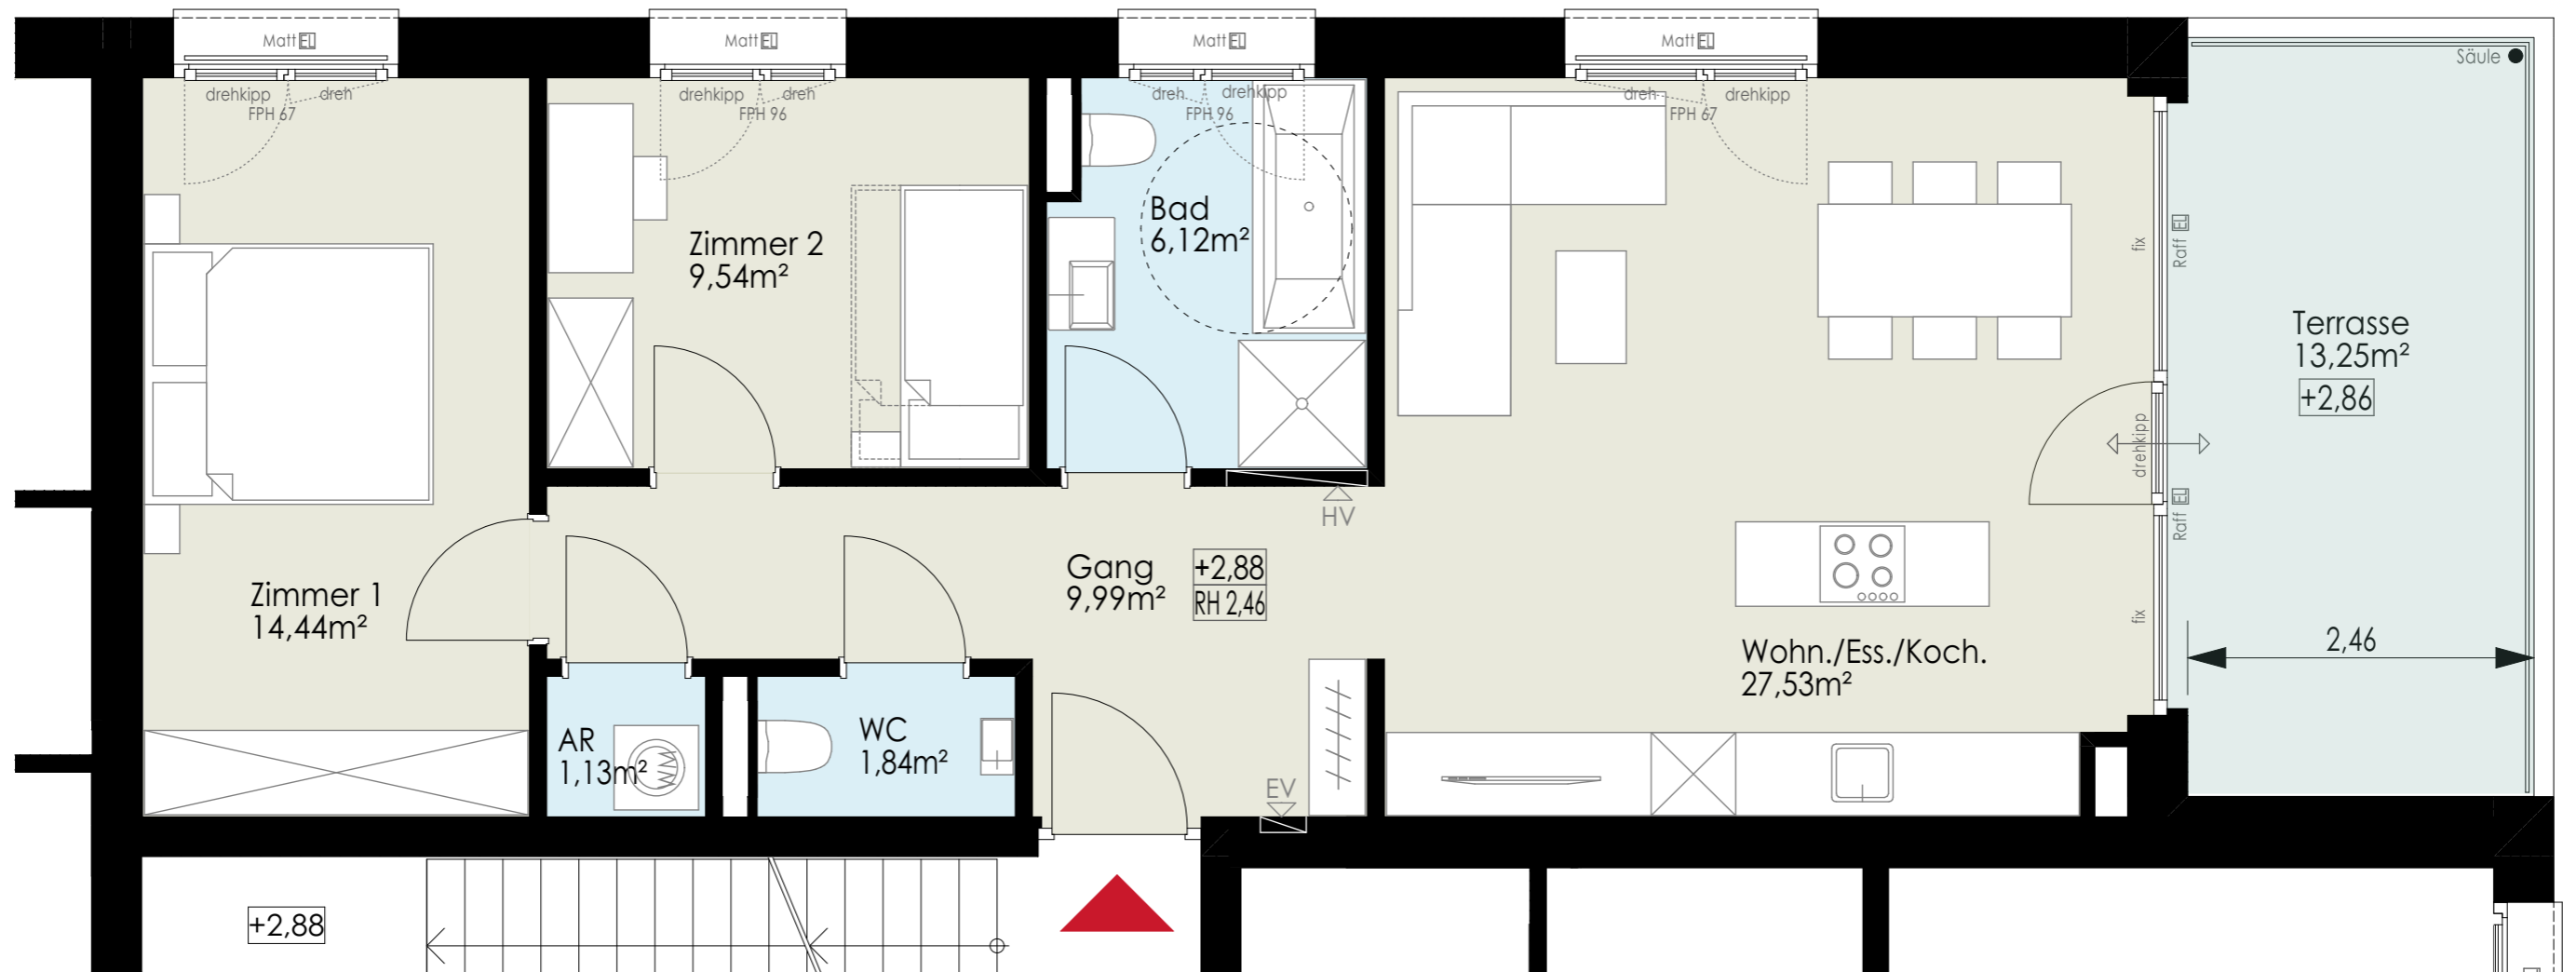 Matt EL
Matt EL
Matt EL
Matt EL
Säule
drehkipp
dreh
FPH 67
drehkipp
dreh
FPH 96
dreh
drehkipp
FPH 96
dreh
drehkipp
FPH 67
Zimmer 2
9,54m²
Bad
6,12m²
fix
Raff EL
Terrasse
13,25m²
+2,86
drehkipp
Raff EL
HV
Zimmer 1
14,44m²
Gang
9,99m²
+2,88
RH 2,46
fix
Wohn./Ess./Koch.
27,53m²
2,46
AR
1,13m²
WC
1,84m²
EV
+2,88